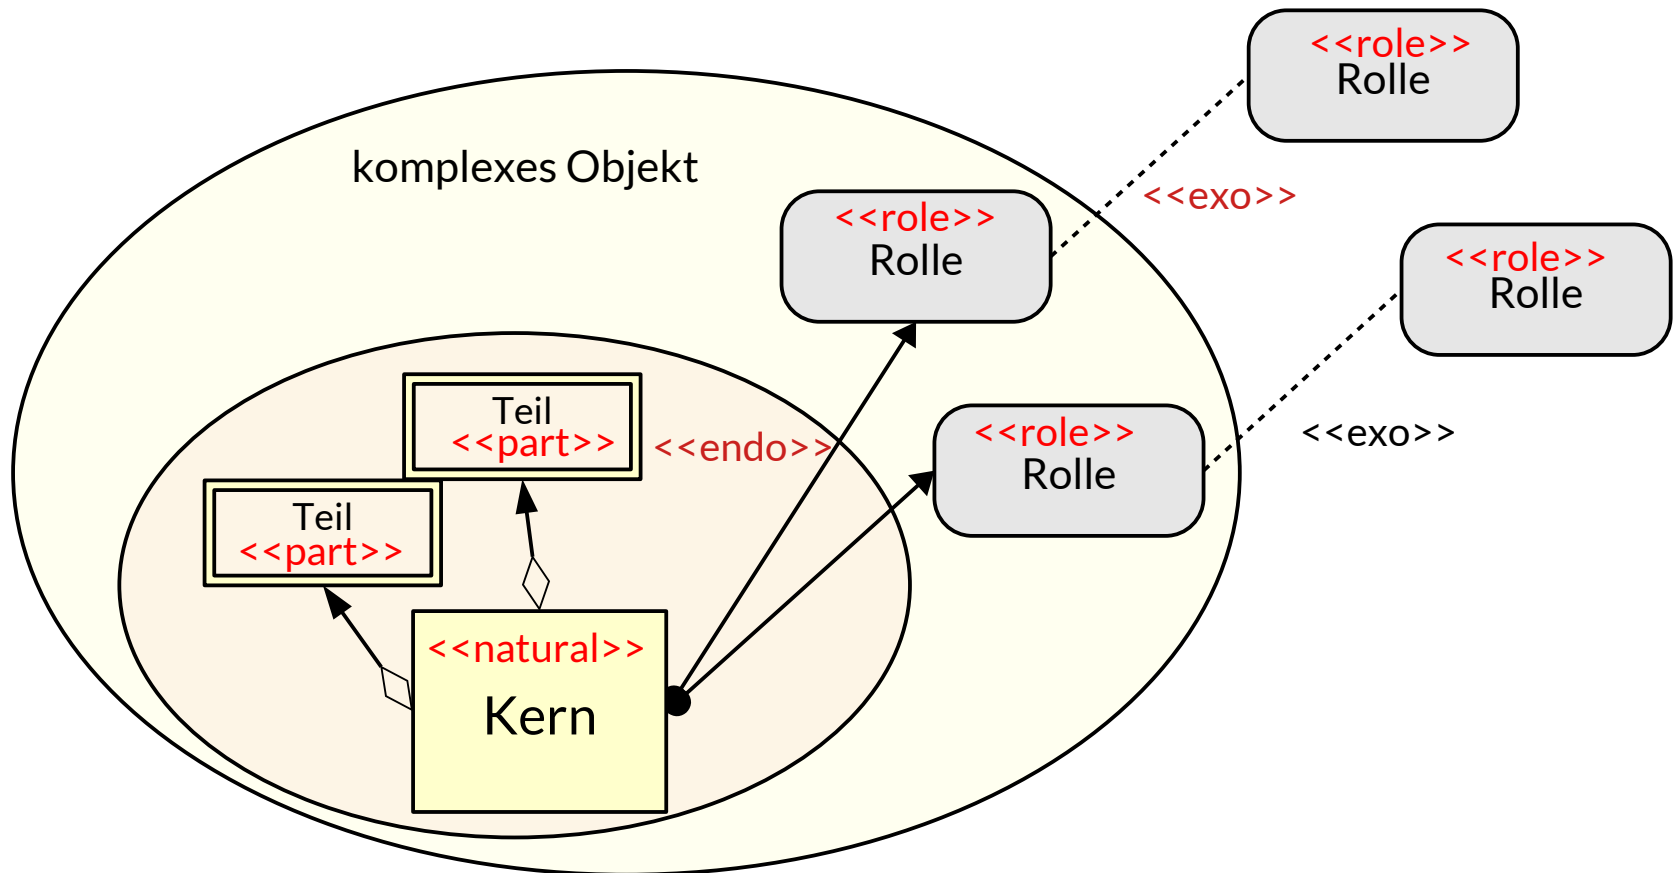 <<role>>
Rolle
komplexes Objekt
<<exo>>
<<role>>
Rolle
<<role>>
Rolle
Teil
<<part>>
<<endo>>
<<role>>
Rolle
<<exo>>
Teil
<<part>>
<<natural>>
Kern